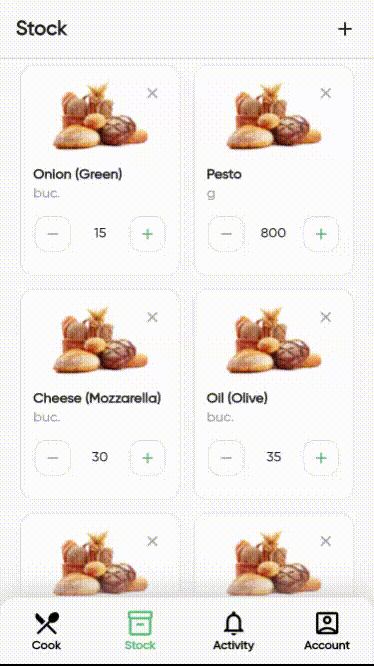 Stock +
Onion (Green)
buc.
− 15 +
Pesto
g
− 800 +
Cheese (Mozzarella)
buc.
− 30 +
Oil (Olive)
buc.
− 35 +
Cook
Stock
Activity
Account